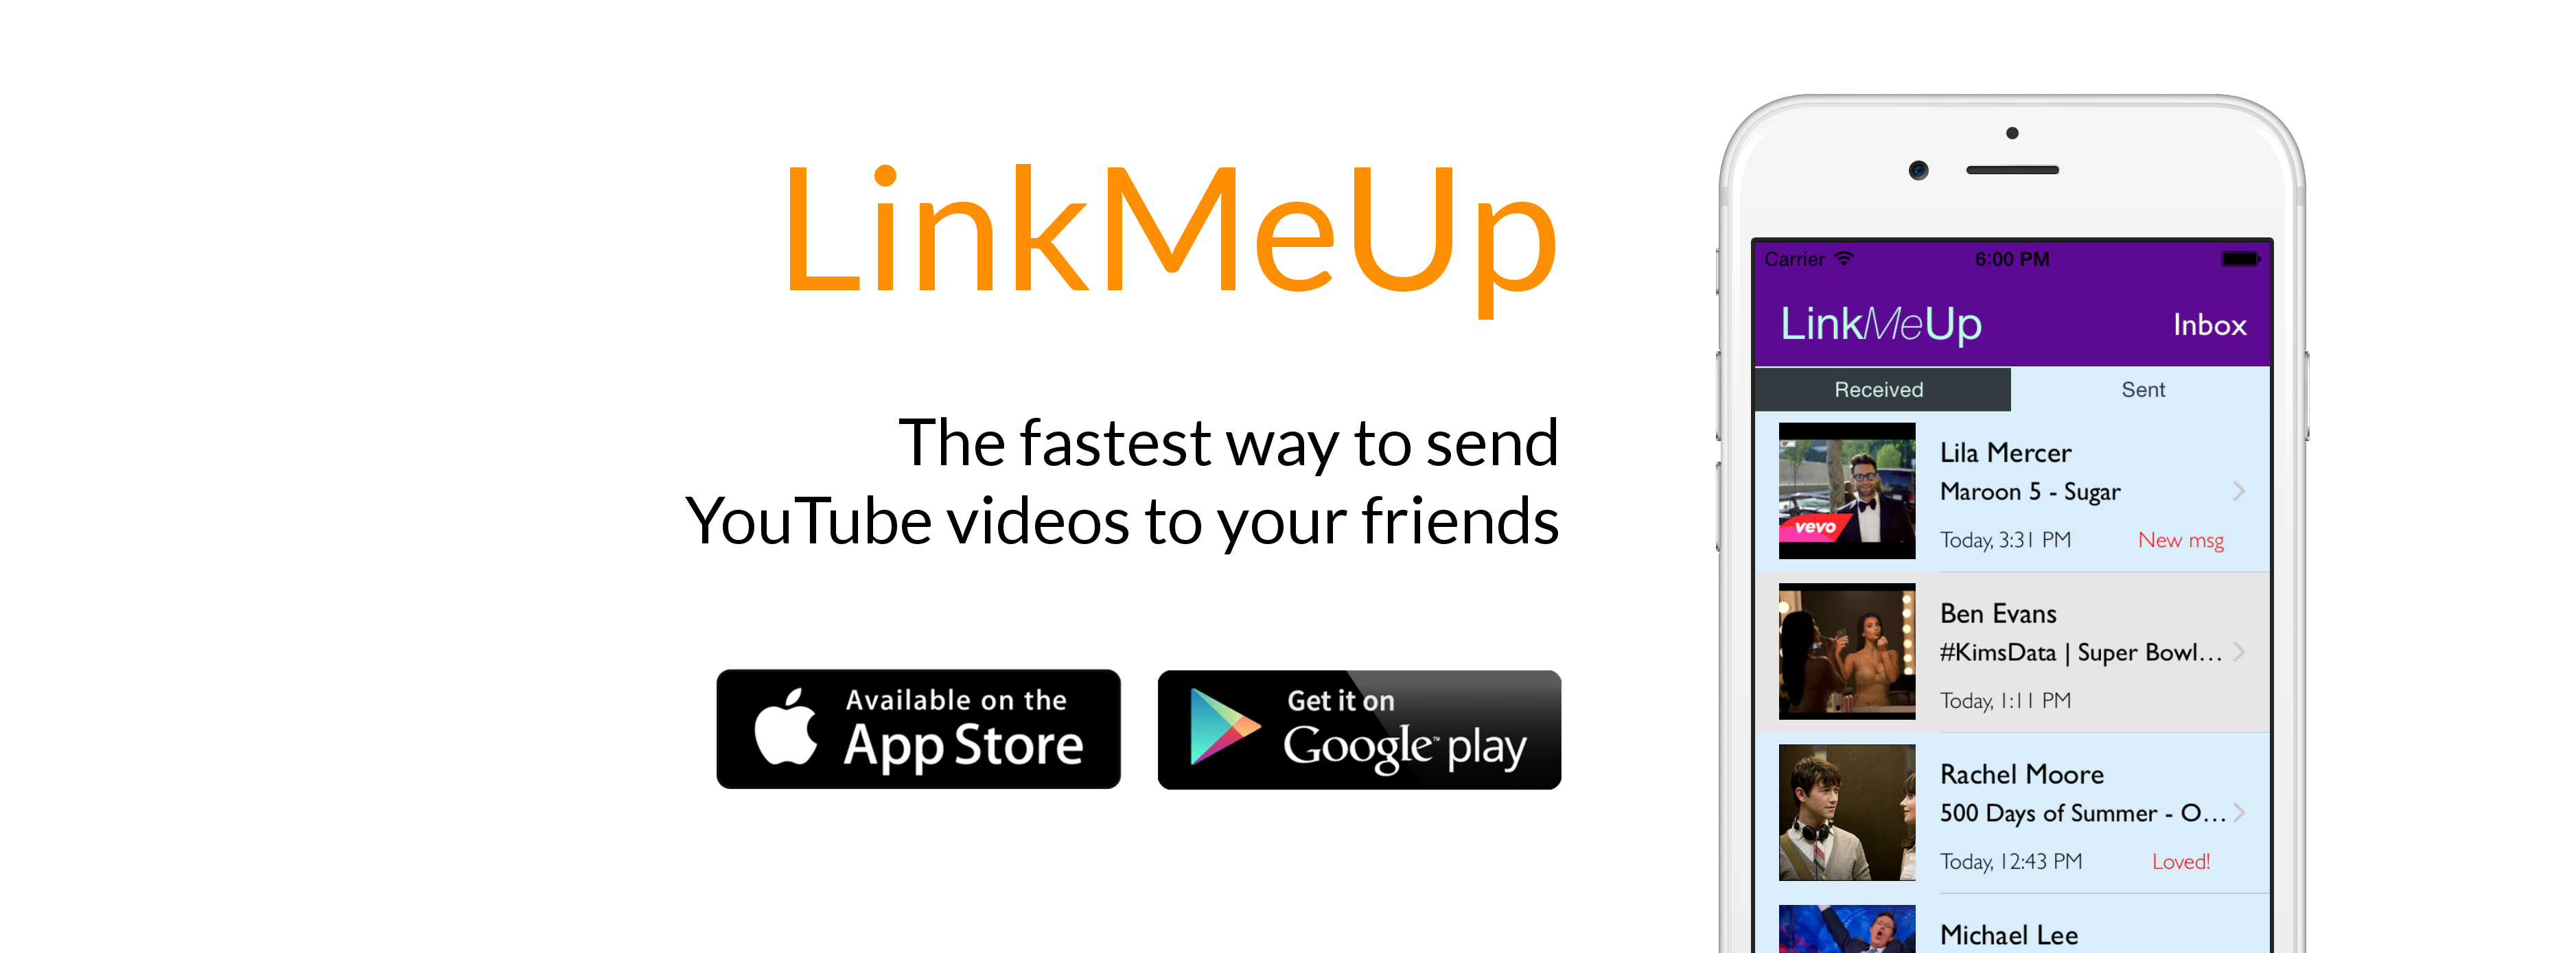 LinkMeUp
The fastest way to send
YouTube videos to your friends
Available on the
App Store
Get it on
Google™ play
Carrier 6:00 PM
LinkMeUp Inbox
Received Sent
Lila Mercer
Maroon 5 - Sugar
vevo
Today, 3:31 PM New msg
Ben Evans
#KimsData | Super Bowl...
Today, 1:11 PM
Rachel Moore
500 Days of Summer - O...
Today, 12:43 PM Loved!
Michael Lee